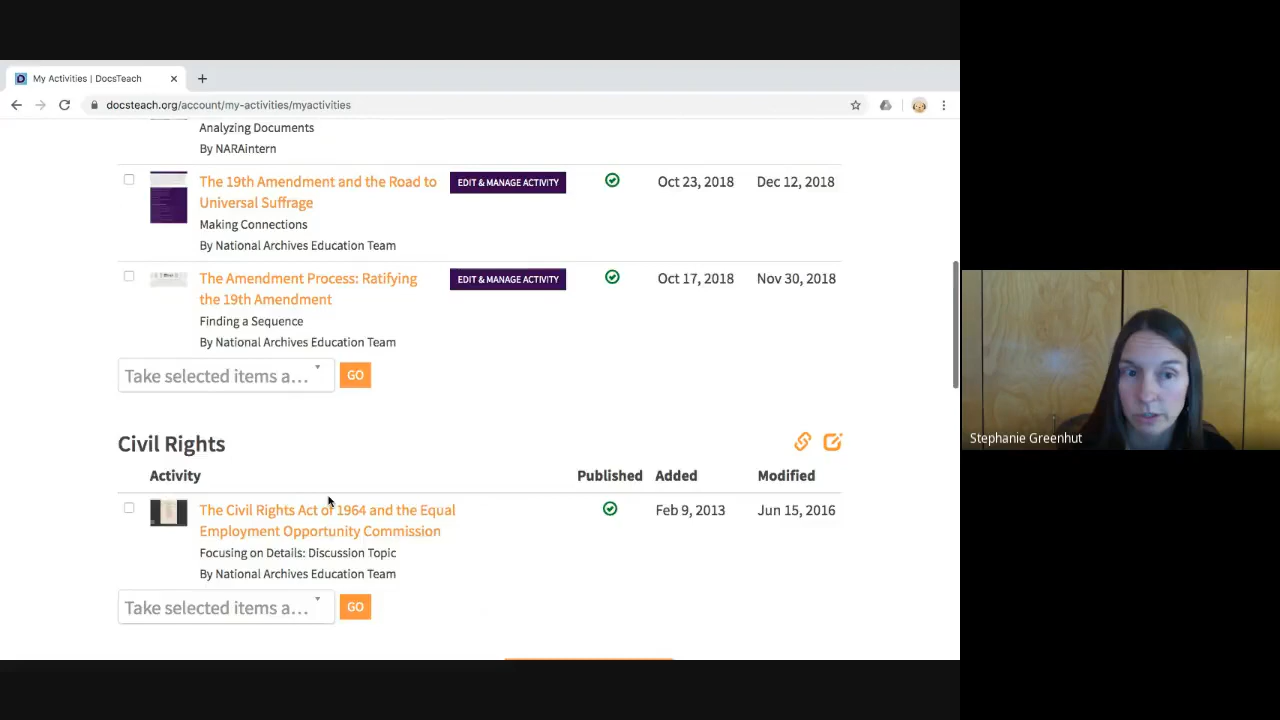 My Activities | DocsTeach
docsteach.org/account/my-activities/myactivities
Analyzing Documents
By NARAintern
The 19th Amendment and the Road to
Universal Suffrage
EDIT & MANAGE ACTIVITY
Oct 23, 2018
Dec 12, 2018
Making Connections
By National Archives Education Team
The Amendment Process: Ratifying
the 19th Amendment
EDIT & MANAGE ACTIVITY
Oct 17, 2018
Nov 30, 2018
Finding a Sequence
By National Archives Education Team
Take selected items a...
GO
Civil Rights
Activity
Published
Added
Modified
The Civil Rights Act of 1964 and the Equal
Employment Opportunity Commission
Feb 9, 2013
Jun 15, 2016
Focusing on Details: Discussion Topic
By National Archives Education Team
Take selected items a...
GO
Stephanie Greenhut